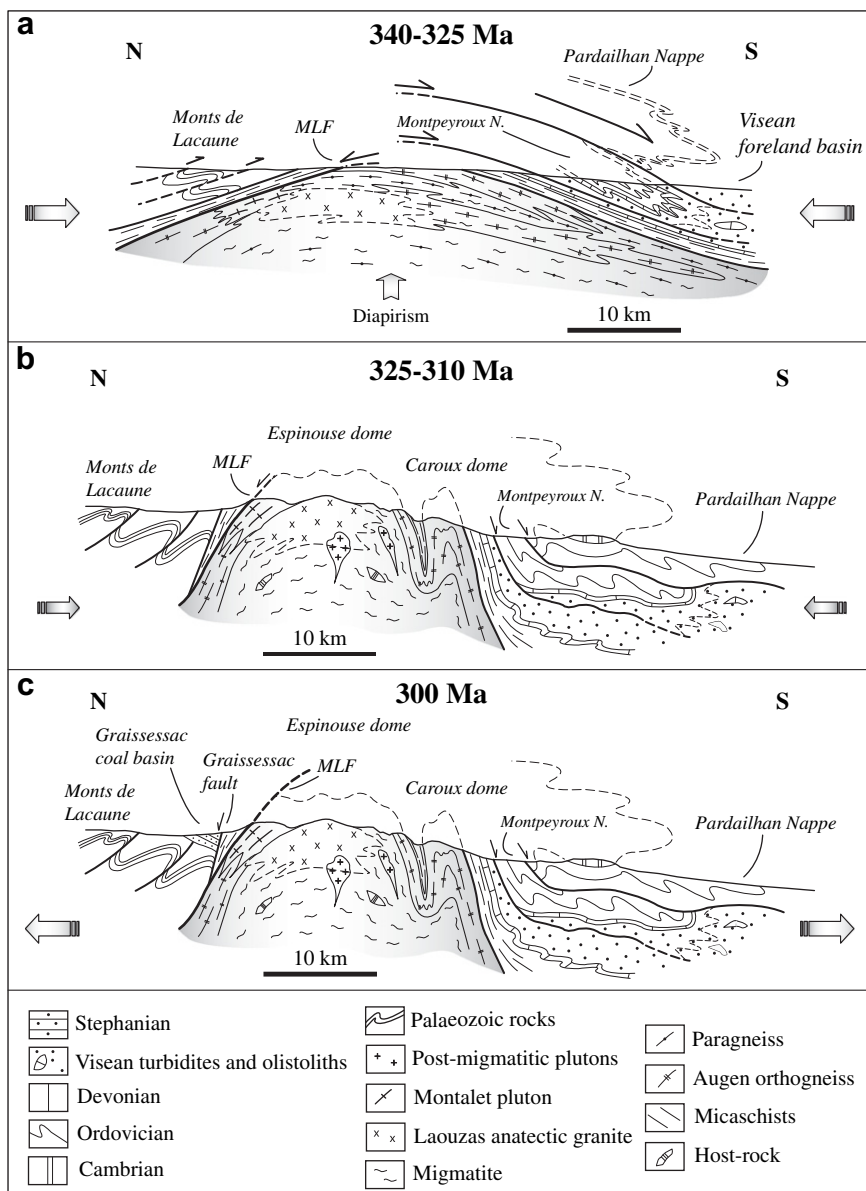 a
340-325 Ma
N
S
Pardailhan Nappe
Monts de
Lacaune
MLF
Montpeyroux N.
Visean
foreland basin
Diapirism
10 km
b
325-310 Ma
N
S
Espinouse dome
Monts de
Lacaune
MLF
Caroux dome
Montpeyroux N.
Pardailhan Nappe
10 km
c
300 Ma
N
S
Espinouse dome
Graissessac
coal basin
Graissessac
fault
MLF
Monts de
Lacaune
Caroux dome
Montpeyroux N.
Pardailhan Nappe
10 km
Stephanian
Visean turbidites and olistoliths
Devonian
Ordovician
Cambrian
Palaeozoic rocks
Post-migmatitic plutons
Montalet pluton
Laouzas anatectic granite
Migmatite
Paragneiss
Augen orthogneiss
Micaschists
Host-rock